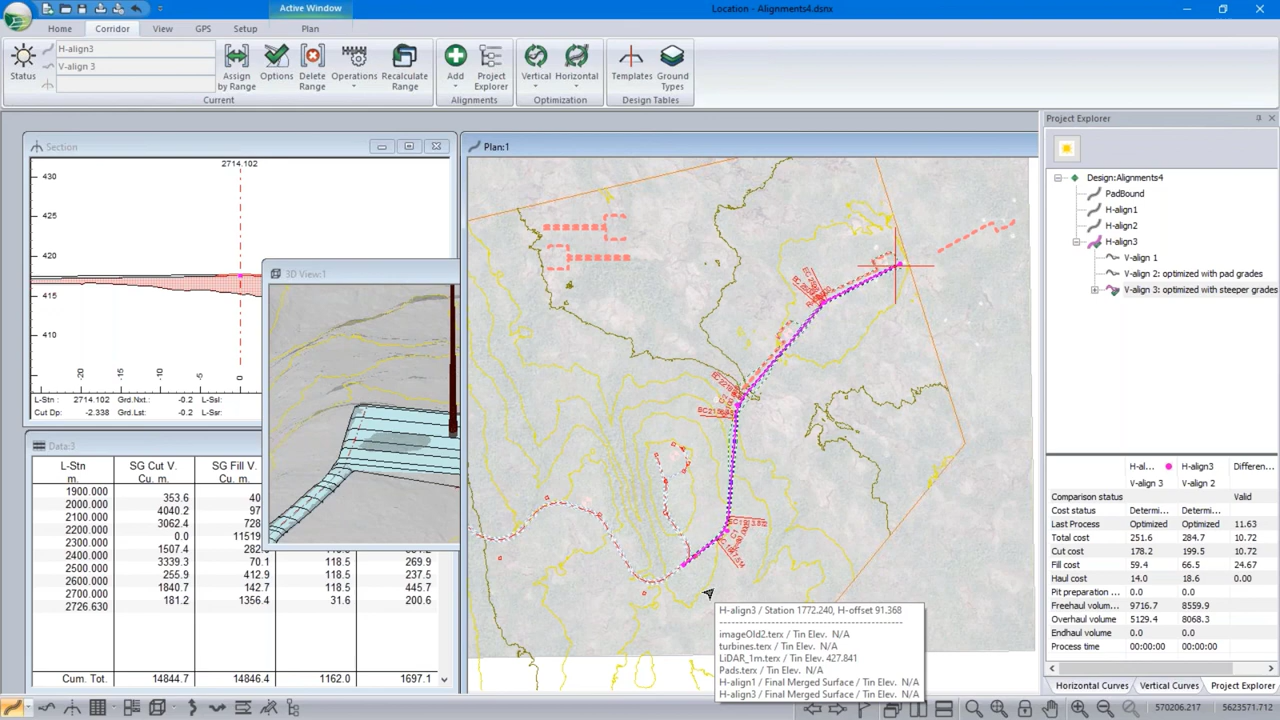 Active Window
Location - Alignments4.dsnx
Home
Corridor
View
GPS
Setup
Plan
Status
H-align3
V-align 3
Assign by Range
Options
Delete Range
Operations
Recalculate Range
Current
Add
Project Explorer
Alignments
Vertical
Horizontal
Optimization
Templates
Ground Types
Design Tables
Section
2714.102
430
425
420
415
410
-20
-15
-10
-5
0
L-Stn : 2714.102 Grd.Nxt.: -0.2 L-Ssl:
Cut Dp: -2.338 Grd.Lst: -0.2 L-Ssr:
3D View:1
Data:3
L-Stn SG Cut V. SG Fill V.
m. Cu. m. Cu. m.
1900.000
353.6 40
2000.000
4040.2 97
2100.000
3062.4 728
2200.000
0.0 11519
2300.000
1507.4 282
2400.000
3339.3 70.1 118.5 269.9
2500.000
255.9 412.9 118.5 237.5
2600.000
1840.7 142.7 118.5 445.7
2700.000
181.2 1356.4 31.6 200.6
2726.630
Cum. Tot. 14844.7 14846.4 1162.0 1697.1
Plan:1
H-align3 / Station 1772.240, H-offset 91.368
imageOld2.terx / Tin Elev. N/A
turbines.terx / Tin Elev. N/A
LiDAR_1m.terx / Tin Elev. 427.841
Pads.terx / Tin Elev. N/A
H-align1 / Final Merged Surface / Tin Elev. N/A
H-align3 / Final Merged Surface / Tin Elev. N/A
Project Explorer
Design:Alignments4
PadBound
H-align1
H-align2
H-align3
V-align 1
V-align 2: optimized with pad grades
V-align 3: optimized with steeper grades
H-al... H-align3 Differen...
V-align 3 V-align 2
Comparison status Valid
Cost status Determi... Determi...
Last Process Optimized Optimized 11.63
Total cost 251.6 284.7 10.72
Cut cost 178.2 199.5 10.72
Fill cost 59.4 66.5 24.67
Haul cost 14.0 18.6 0.00
Pit preparation ... 0.0 0.0
Freehaul volum... 9716.7 8559.9
Overhaul volume 5129.4 8068.3
Endhaul volume 0.0 0.0
Process time 00:00:00 00:00:00
Horizontal Curves
Vertical Curves
Project Explorer
570206.217 5623571.712